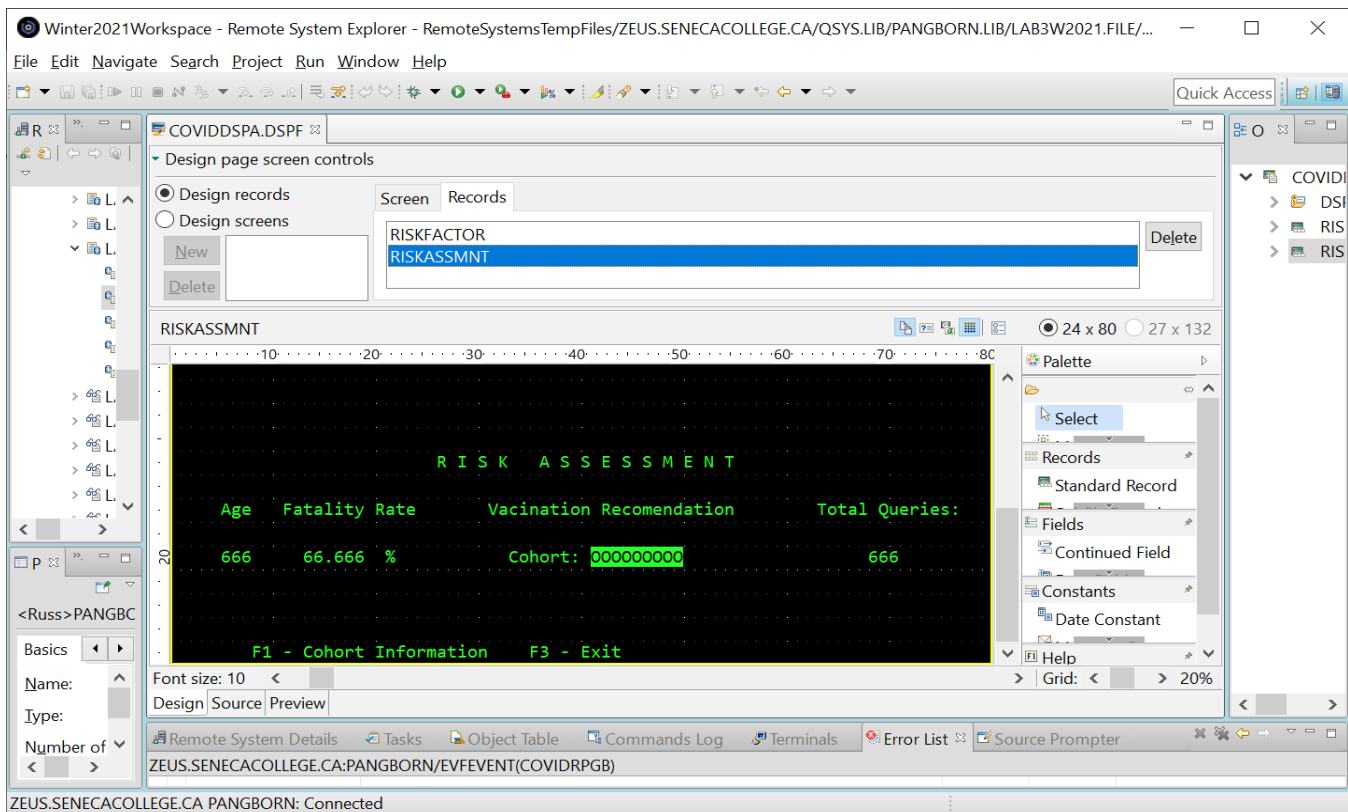 Winter2021Workspace - Remote System Explorer - RemoteSystemsTempFiles/ZEUS.SENECACOLLEGE.CA/QSYS.LIB/PANGBORN.LIB/LAB3W2021.FILE/...
File Edit Navigate Search Project Run Window Help
Quick Access
R
COVIDDSPA.DSPF
O
Design page screen controls
Design records
Design screens
New
Delete
Screen Records
RISKFACTOR
RISKASSMNT
Delete
L.
L.
L.
L.
L.
L.
L.
L.
COVIDI
DSF
RIS
RIS
RISKASSMNT
24 x 80 27 x 132
10 20 30 40 50 60 70 80
Palette
Select
Records
Standard Record
Fields
Continued Field
Constants
Date Constant
Help
R I S K A S S E S S M E N T
Age Fatality Rate Vacination Recomendation Total Queries:
20
666 66.666 % Cohort: OOOOOOOOO 666
F1 - Cohort Information F3 - Exit
Font size: 10
Grid: 20%
Design Source Preview
P
<Russ>PANGBC
Basics
Name:
Type:
Number of
Remote System Details Tasks Object Table Commands Log Terminals Error List Source Prompter
ZEUS.SENECACOLLEGE.CA:PANGBORN/EVFEVENT(COVIDRPGB)
ZEUS.SENECACOLLEGE.CA PANGBORN: Connected